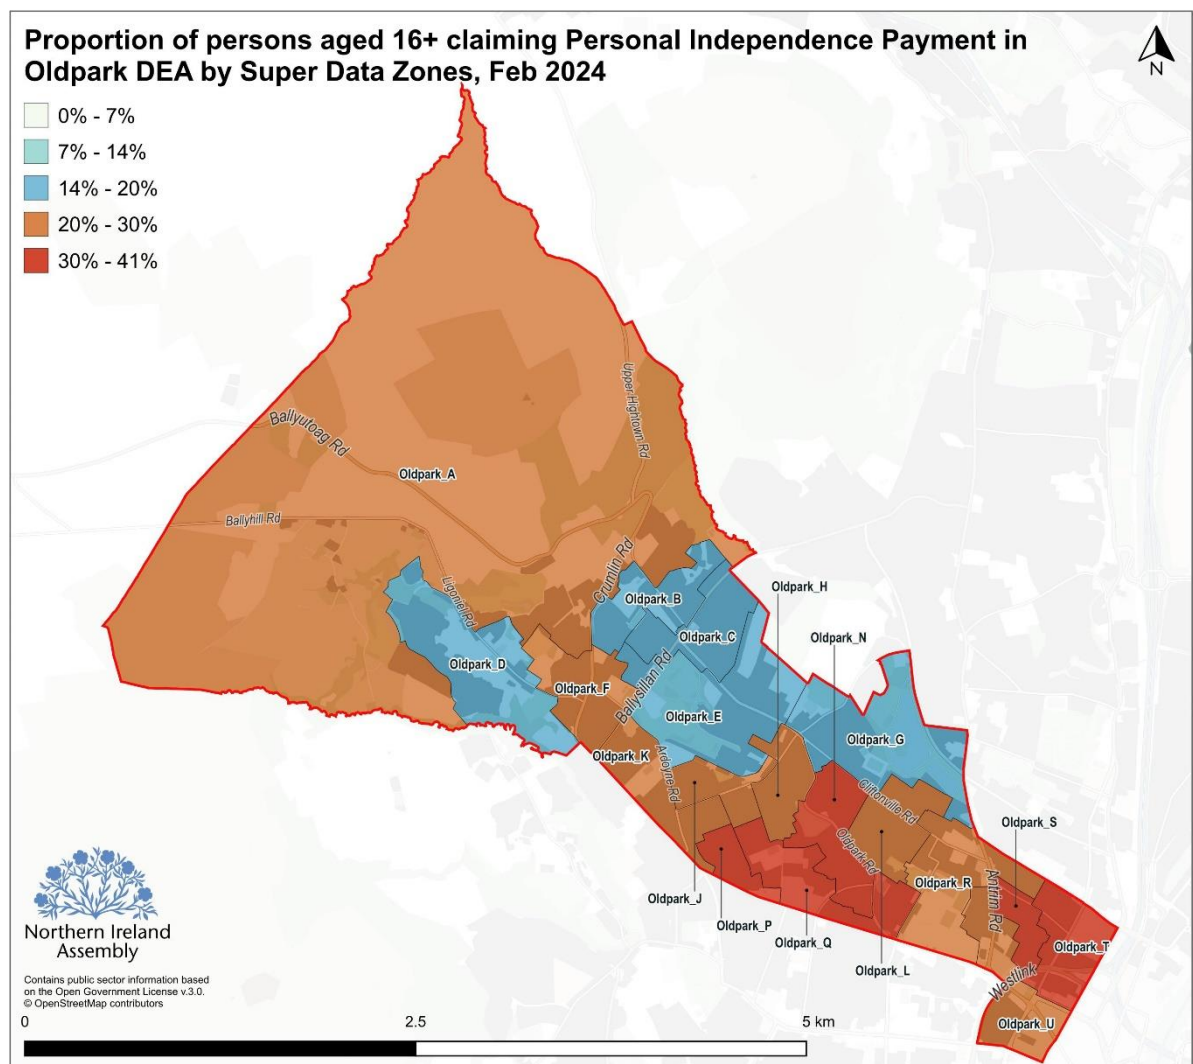 Proportion of persons aged 16+ claiming Personal Independence Payment in
Oldpark DEA by Super Data Zones, Feb 2024
N
0% - 7%
7% - 14%
14% - 20%
20% - 30%
30% - 41%
Upper Hightown Rd
Ballyutoag Rd
Oldpark_A
Ballyhill Rd
Crumlin Rd
Ligoniel Rd
Oldpark_B
Oldpark_H
Oldpark_C
Oldpark_N
Oldpark_D
Oldpark_F
Ballysillan Rd
Oldpark_E
Oldpark_G
Oldpark_K
Ardoyne Rd
Cliftonville Rd
Oldpark_S
Oldpark Rd
Oldpark_R
Antrim Rd
Oldpark_J
Oldpark_P
Oldpark_Q
Oldpark_T
Oldpark_L
Westlink
Oldpark_U
Northern Ireland
Assembly
Contains public sector information based
on the Open Government License v.3.0.
© OpenStreetMap contributors
0 2.5 5 km